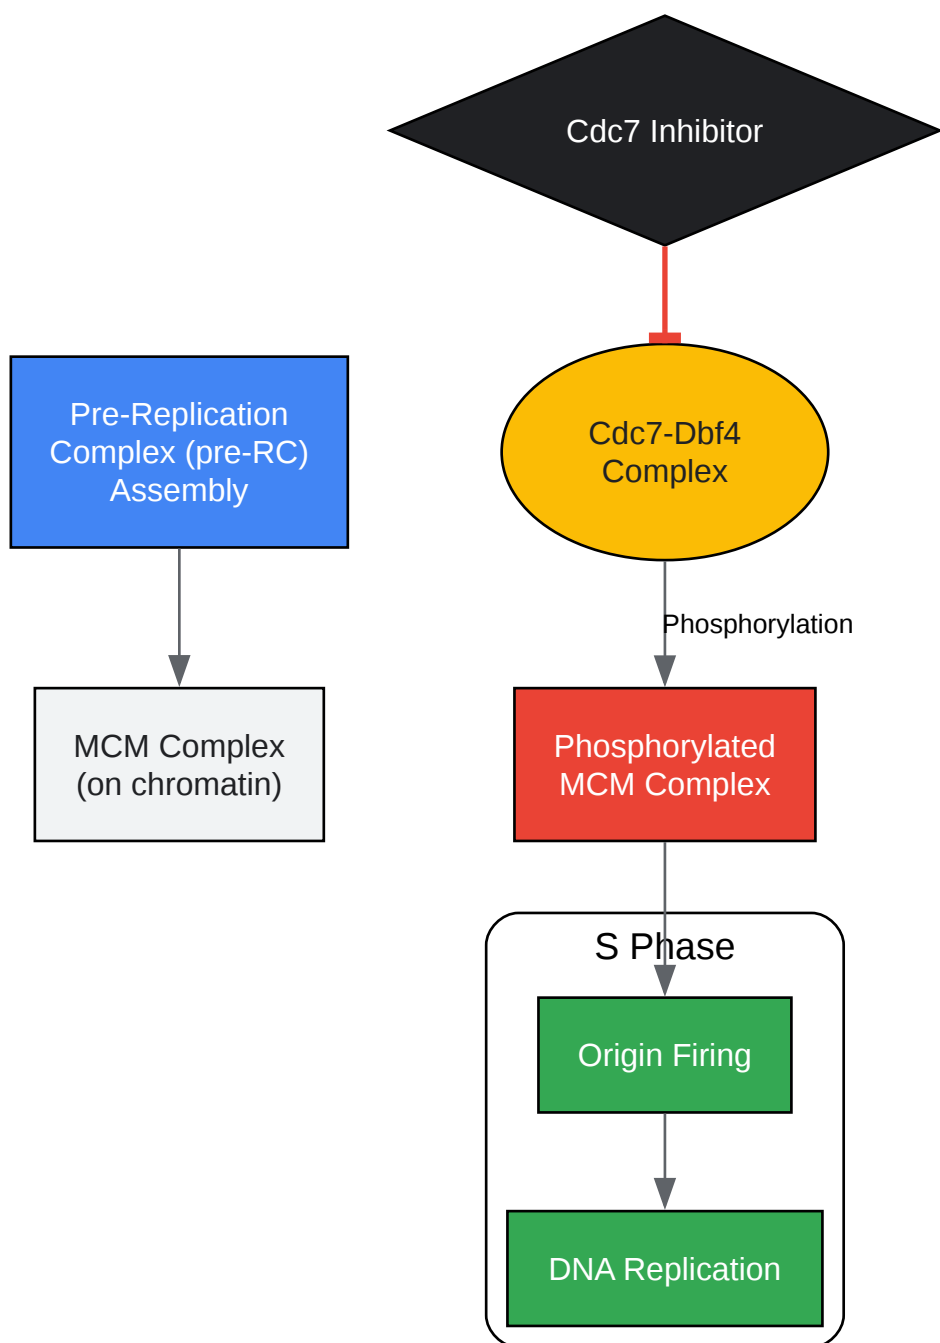 Cdc7 Inhibitor
Pre-Replication
Complex (pre-RC)
Assembly
Cdc7-Dbf4
Complex
Phosphorylation
MCM Complex
(on chromatin)
Phosphorylated
MCM Complex
S Phase
Origin Firing
DNA Replication